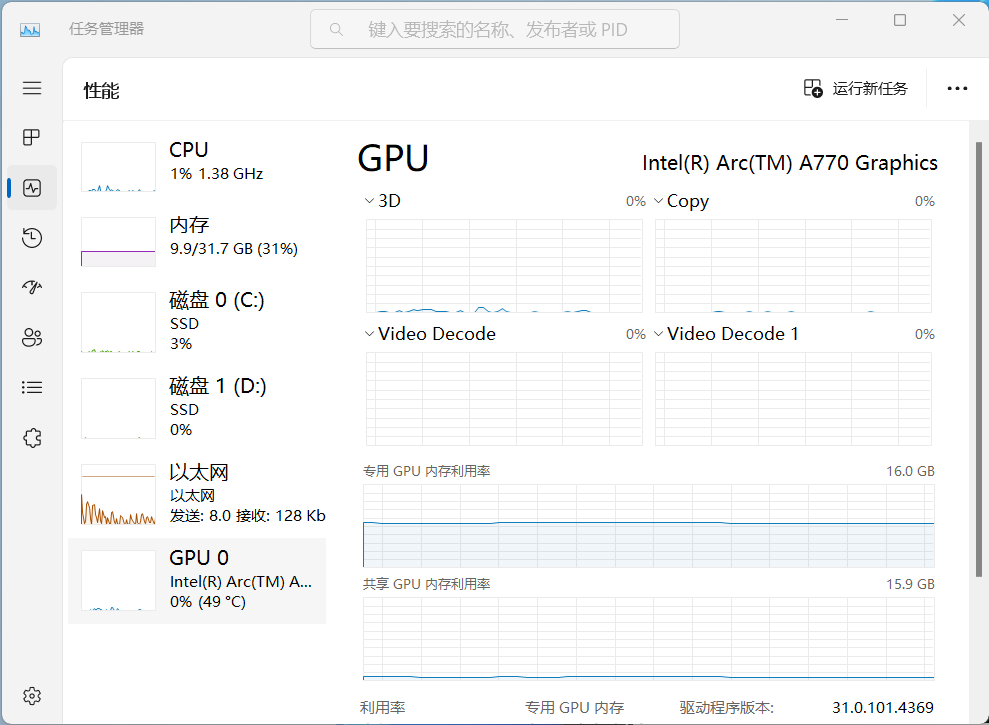 任务管理器
键入要搜索的名称、发布者或 PID
性能
运行新任务
CPU
1% 1.38 GHz
内存
9.9/31.7 GB (31%)
磁盘 0 (C:)
SSD
3%
磁盘 1 (D:)
SSD
0%
以太网
以太网
发送: 8.0 接收: 128 Kb
GPU 0
Intel(R) Arc(TM) A...
0% (49 °C)
GPU
Intel(R) Arc(TM) A770 Graphics
3D 0%
Copy 0%
Video Decode 0%
Video Decode 1 0%
专用 GPU 内存利用率 16.0 GB
共享 GPU 内存利用率 15.9 GB
利用率 专用 GPU 内存 驱动程序版本: 31.0.101.4369